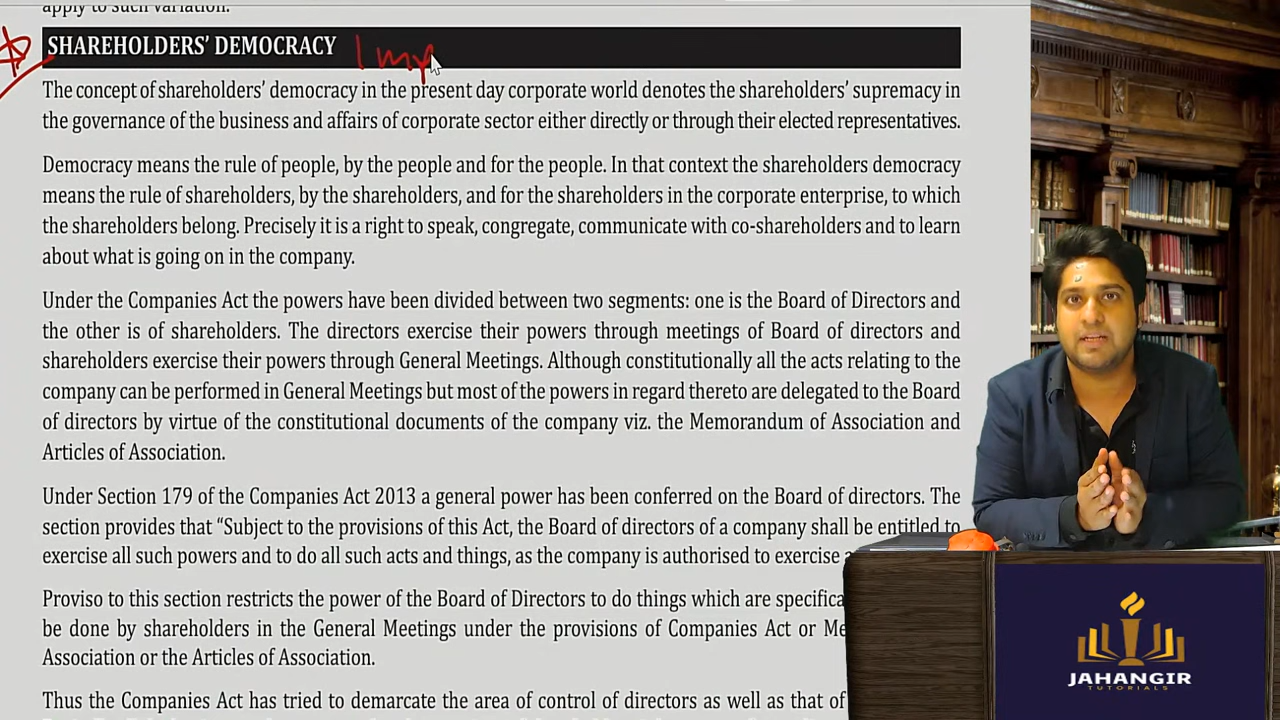 apply to such variation.
SHAREHOLDERS' DEMOCRACY Imp
The concept of shareholders' democracy in the present day corporate world denotes the shareholders' supremacy in
the governance of the business and affairs of corporate sector either directly or through their elected representatives.
Democracy means the rule of people, by the people and for the people. In that context the shareholders democracy
means the rule of shareholders, by the shareholders, and for the shareholders in the corporate enterprise, to which
the shareholders belong. Precisely it is a right to speak, congregate, communicate with co-shareholders and to learn
about what is going on in the company.
Under the Companies Act the powers have been divided between two segments: one is the Board of Directors and
the other is of shareholders. The directors exercise their powers through meetings of Board of directors and
shareholders exercise their powers through General Meetings. Although constitutionally all the acts relating to the
company can be performed in General Meetings but most of the powers in regard thereto are delegated to the Board
of directors by virtue of the constitutional documents of the company viz. the Memorandum of Association and
Articles of Association.
Under Section 179 of the Companies Act 2013 a general power has been conferred on the Board of directors. The
section provides that “Subject to the provisions of this Act, the Board of directors of a company shall be entitled to
exercise all such powers and to do all such acts and things, as the company is authorised to exercise
Proviso to this section restricts the power of the Board of Directors to do things which are
be done by shareholders in the General Meetings under the provisions of Companies Act or
Association or the Articles of Association.
Thus the Companies Act has tried to demarcate the area of control of directors as well as that of
JAHANGIR
TUTORIALS